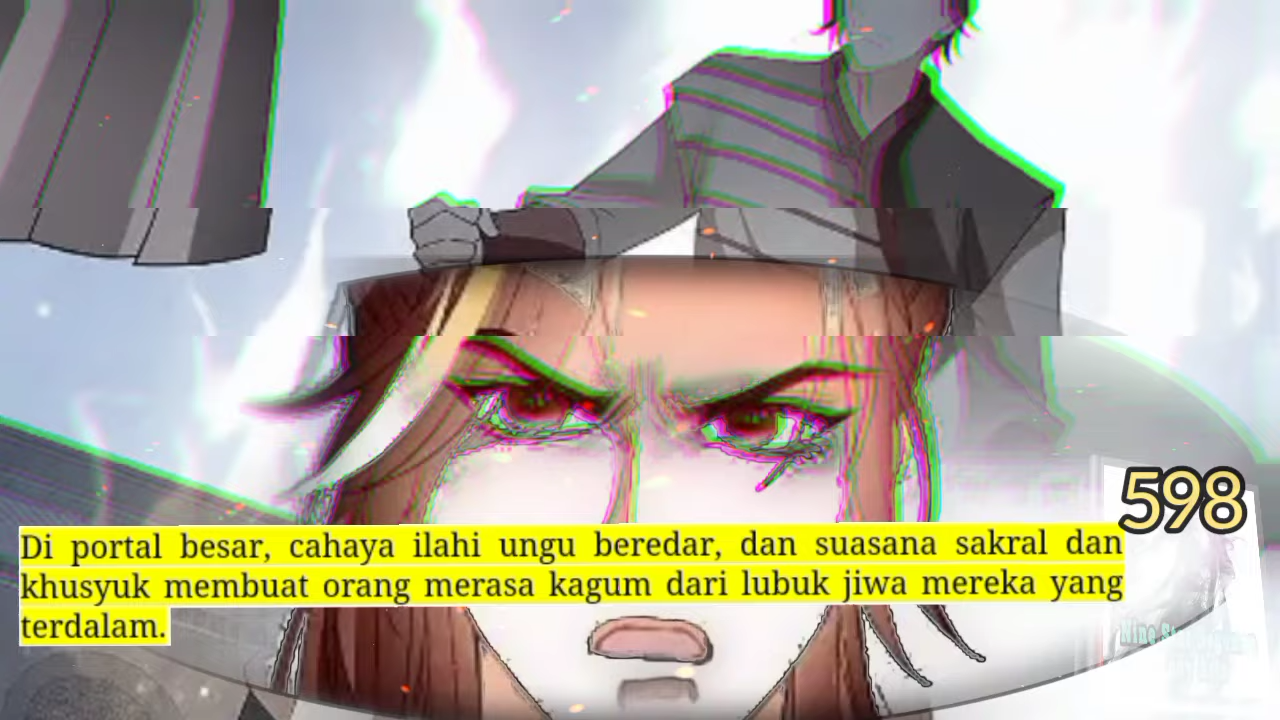 598
Di portal besar, cahaya ilahi ungu beredar, dan suasana sakral dan
khusyuk membuat orang merasa kagum dari lubuk jiwa mereka yang
terdalam.
Nine